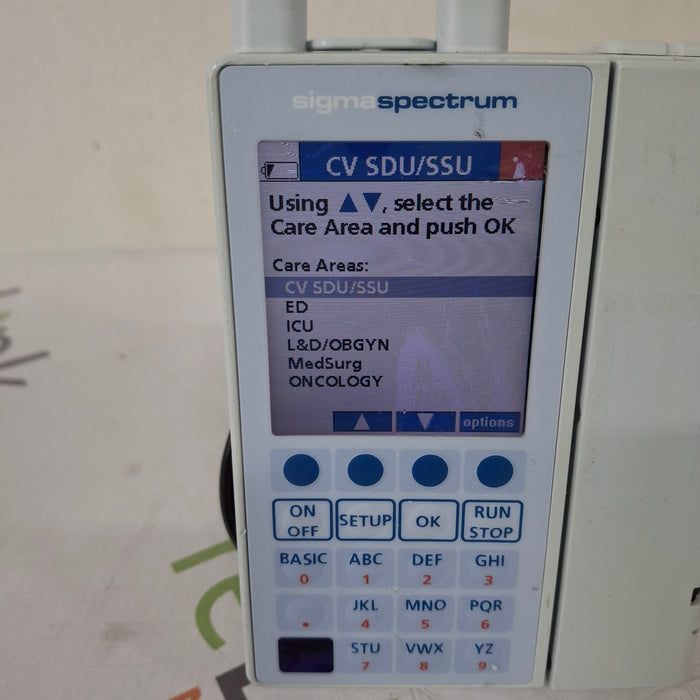 sigmaspectrum
CV SDU/SSU
Using ▲▼, select the
Care Area and push OK
Care Areas:
CV SDU/SSU
ED
ICU
L&D/OBGYN
MedSurg
ONCOLOGY
options
ON OFF
SETUP
OK
RUN STOP
BASIC ABC DEF GHI
0 1 2 3
JKL MNO PQR
. 4 5 6
STU VWX YZ
7 8 9